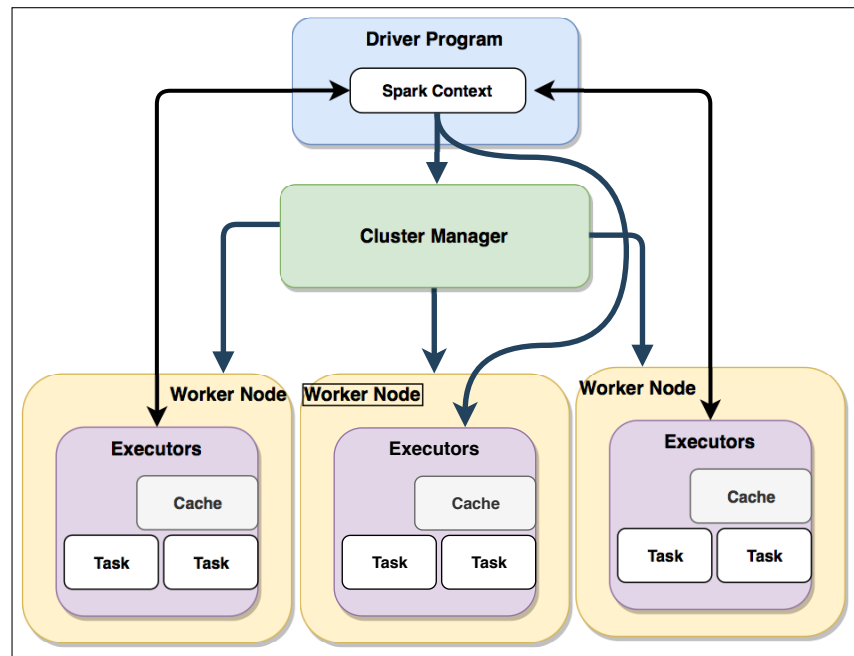 Driver Program
Spark Context
Cluster Manager
Worker Node
Executors
Cache
Task
Task
Worker Node
Executors
Cache
Task
Task
Worker Node
Executors
Cache
Task
Task